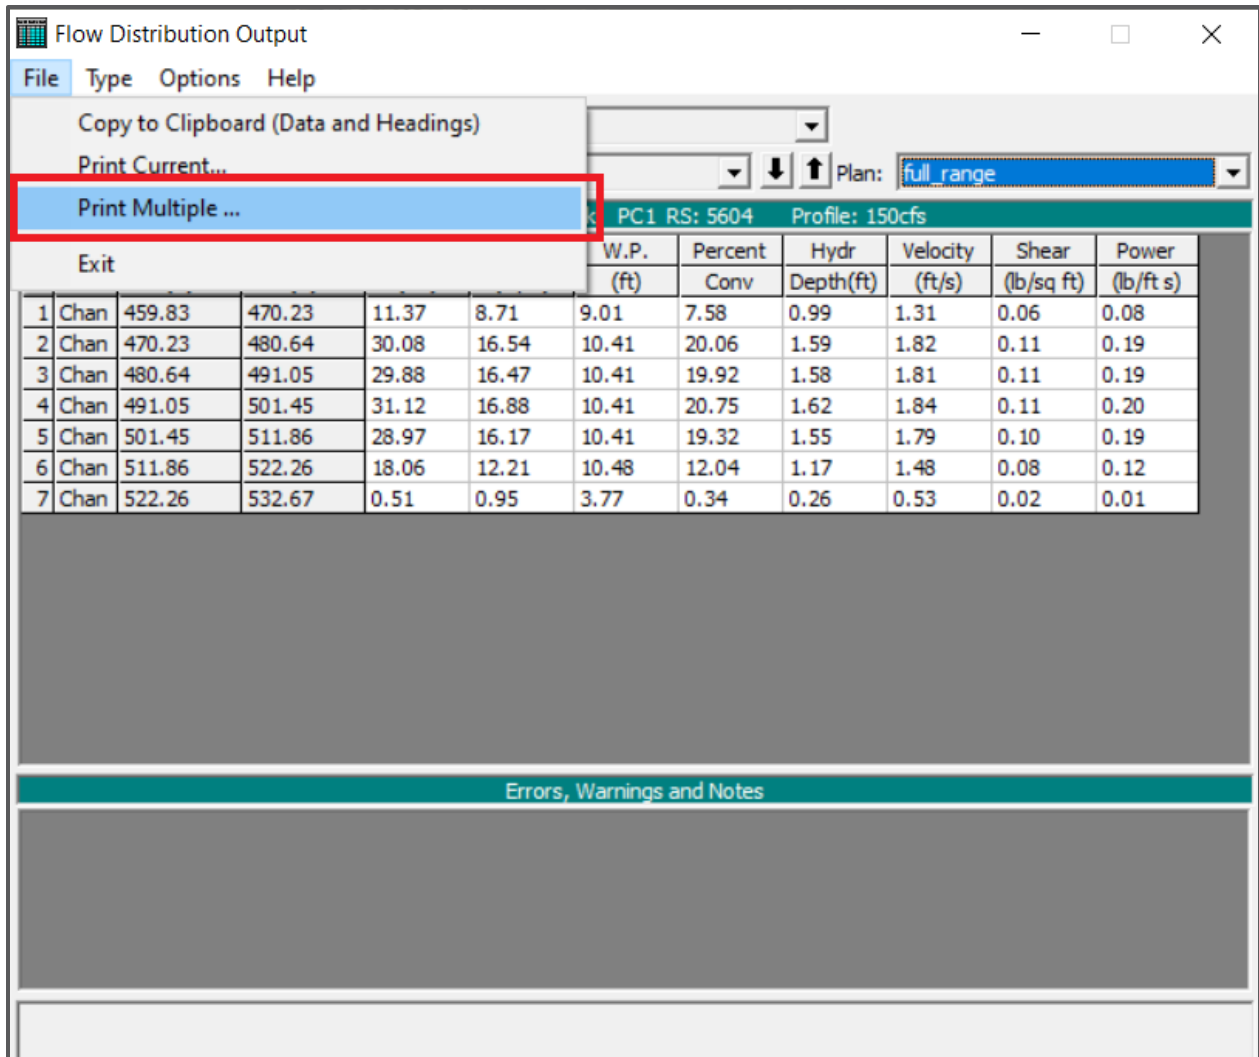 Flow Distribution Output
File Type Options Help
Copy to Clipboard (Data and Headings)
Print Current...
Plan: full_range
Print Multiple ...
PC1 RS: 5604 Profile: 150cfs
Exit
W.P. Percent Hydr Velocity Shear Power
(ft) Conv Depth(ft) (ft/s) (lb/sq ft) (lb/ft s)
1 Chan 459.83 470.23 11.37 8.71 9.01 7.58 0.99 1.31 0.06 0.08
2 Chan 470.23 480.64 30.08 16.54 10.41 20.06 1.59 1.82 0.11 0.19
3 Chan 480.64 491.05 29.88 16.47 10.41 19.92 1.58 1.81 0.11 0.19
4 Chan 491.05 501.45 31.12 16.88 10.41 20.75 1.62 1.84 0.11 0.20
5 Chan 501.45 511.86 28.97 16.17 10.41 19.32 1.55 1.79 0.10 0.19
6 Chan 511.86 522.26 18.06 12.21 10.48 12.04 1.17 1.48 0.08 0.12
7 Chan 522.26 532.67 0.51 0.95 3.77 0.34 0.26 0.53 0.02 0.01
Errors, Warnings and Notes